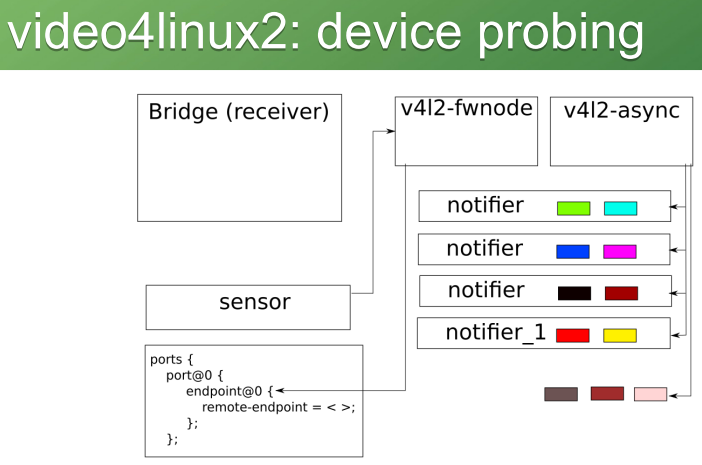 video4linux2: device probing
Bridge (receiver)
v4l2-fwnode
v4l2-async
notifier
notifier
notifier
notifier_1
sensor
ports {
port@0 {
endpoint@0 {
remote-endpoint = < >;
};
};